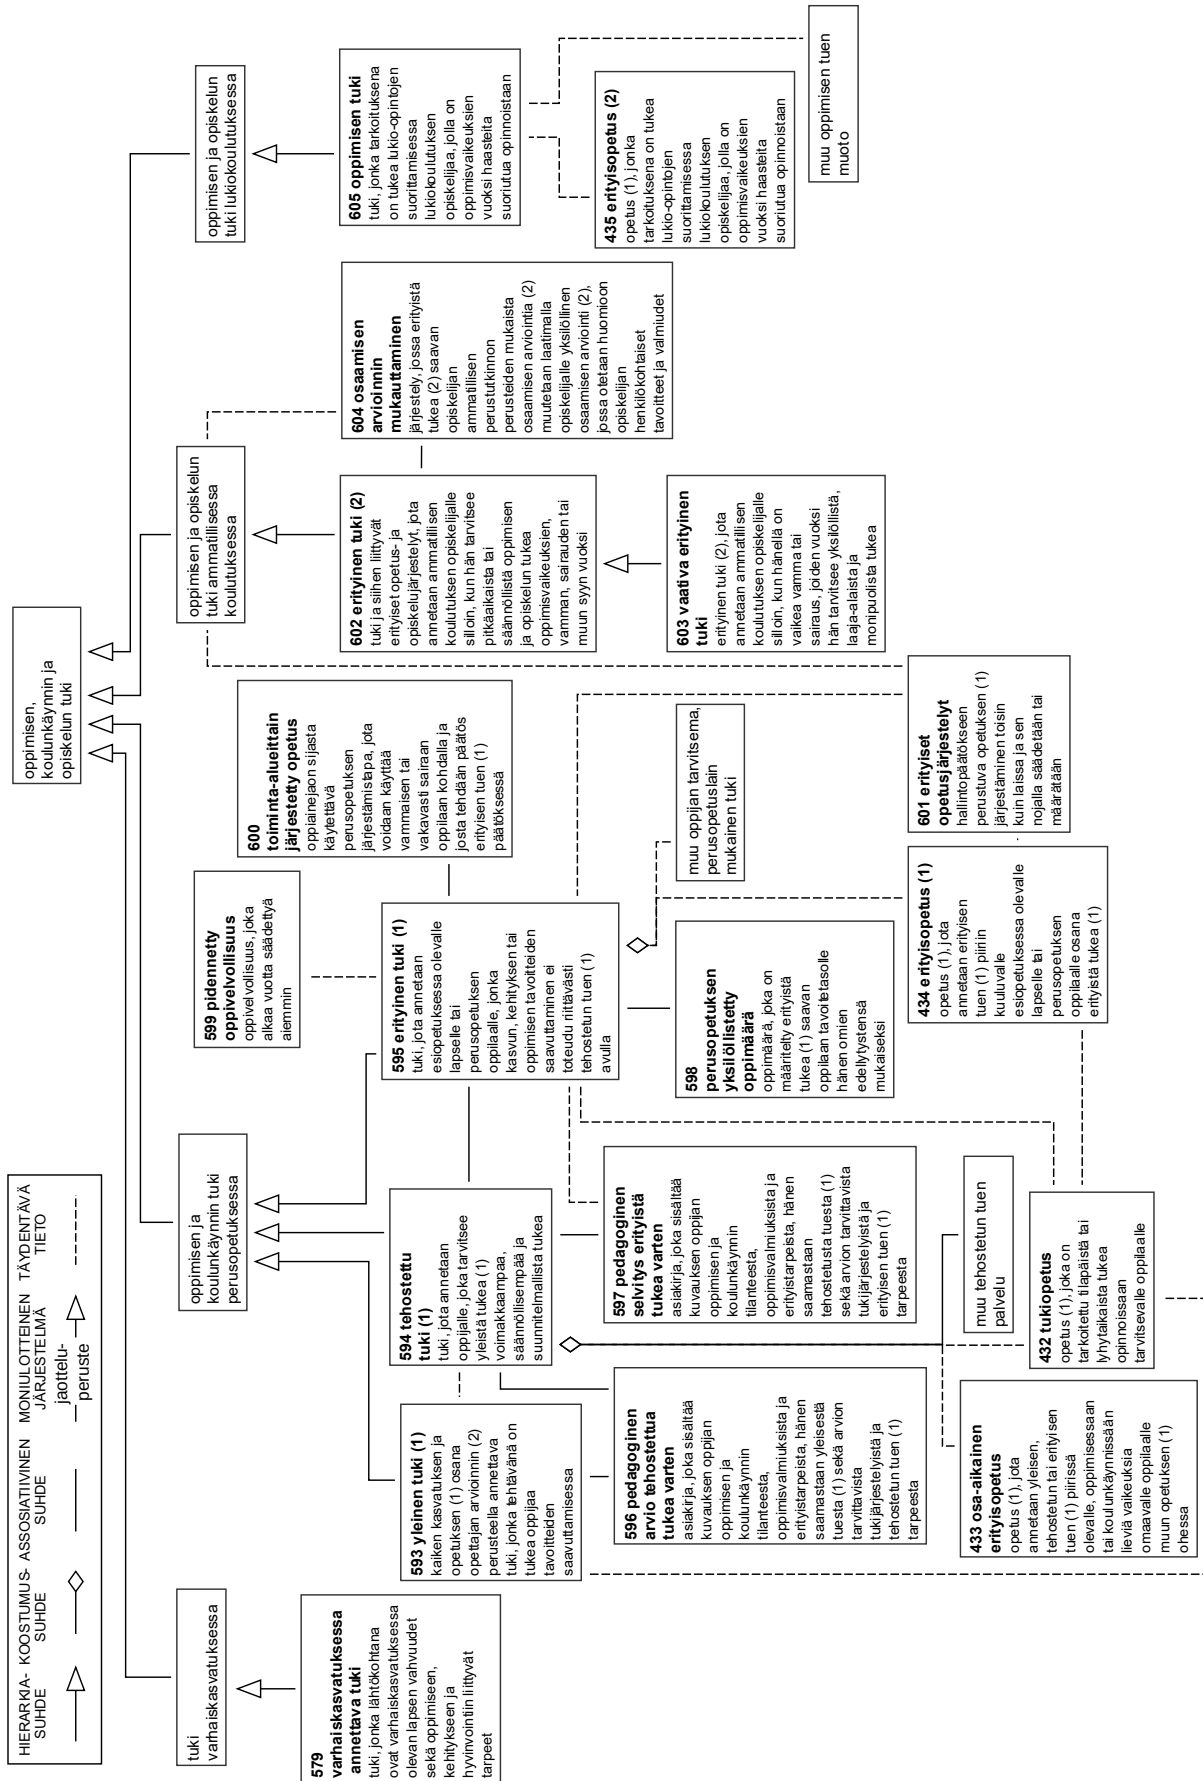 HIERARKIA- KOOSTUMUS- ASSOSIATIIVINEN MONIULOTTEINEN TÄYDENTÄVÄ
SUHDE SUHDE SUHDE JÄRJESTELMÄ TIETO
jaottelu-
peruste
oppimisen,
koulunkäynnin ja
opiskelun tuki
tuki
varhaiskasvatuksessa
oppimisen ja
koulunkäynnin tuki
perusopetuksessa
oppimisen ja opiskelun
tuki ammatillisessa
koulutuksessa
oppimisen ja opiskelun
tuki lukiokoulutuksessa
579
varhaiskasvatuksessa
annettava tuki
tuki, jonka lähtökohtana
ovat varhaiskasvatuksessa
olevan lapsen vahvuudet
sekä oppimiseen,
kehitykseen ja
hyvinvointiin liittyvät
tarpeet
593 yleinen tuki (1)
kaiken kasvatuksen ja
opetuksen (1) osana
opettajan arvioinnin (2)
perusteella annettava
tuki, jonka tehtävänä on
tukea oppijaa
tavoitteiden
saavuttamisessa
594 tehostettu
tuki (1)
tuki, jota annetaan
oppijalle, joka tarvitsee
yleistä tukea (1)
voimakkaampaa,
säännöllisempää ja
suunnitelmallista tukea
595 erityinen tuki (1)
tuki, jota annetaan
esiopetuksessa olevalle
lapselle tai
perusopetuksen
oppilaalle, jonka
kasvun, kehityksen tai
oppimisen tavoitteiden
saavuttaminen ei
toteudu riittävästi
tehostetun tuen (1)
avulla
599 pidennetty
oppivelvollisuus
oppivelvollisuus, joka
alkaa vuotta säädettyä
aiemmin
600
toiminta-alueittain
järjestetty opetus
oppiainejaon sijasta
käytettävä
perusopetuksen
järjestämistapa, jota
voidaan käyttää
vammaisen tai
vakavasti sairaan
oppilaan kohdalla ja
josta tehdään päätös
erityisen tuen (1)
päätöksessä
602 erityinen tuki (2)
tuki ja siihen liittyvät
erityiset opetus- ja
opiskelujärjestelyt, jota
annetaan ammatillisen
koulutuksen opiskelijalle
silloin, kun hän tarvitsee
pitkäaikaista tai
säännöllistä oppimisen
ja opiskelun tukea
oppimisvaikeuksien,
vamman, sairauden tai
muun syyn vuoksi
604 osaamisen
arvioinnin
mukauttaminen
järjestely, jossa erityistä
tukea (2) saavan
opiskelijan
ammatillisen
perustutkinnon
perusteiden mukaista
osaamisen arviointia (2)
muutetaan laatimalla
opiskelijalle yksilöllinen
osaamisen arviointi (2),
jossa otetaan huomioon
opiskelijan
henkilökohtaiset
tavoitteet ja valmiudet
605 oppimisen tuki
tuki, jonka tarkoituksena
on tukea lukio-opintojen
suorittamisessa
lukiokoulutuksen
opiskelijaa, jolla on
oppimisvaikeuksien
vuoksi haasteita
suoriutua opinnoistaan
596 pedagoginen
arvio tehostettua
tukea varten
asiakirja, joka sisältää
kuvauksen oppijan
oppimisen ja
koulunkäynnin
tilanteesta,
oppimisvalmiuksista ja
erityistarpeista, hänen
saamastaan yleisestä
tuesta (1) sekä arvion
tarvittavista
tukijärjestelyistä ja
tehostetun tuen (1)
tarpeesta
597 pedagoginen
selvitys erityistä
tukea varten
asiakirja, joka sisältää
kuvauksen oppijan
oppimisen ja
koulunkäynnin
tilanteesta,
oppimisvalmiuksista ja
erityistarpeista, hänen
saamastaan
tehostetusta tuesta (1)
sekä arvion tarvittavista
tukijärjestelyistä ja
erityisen tuen (1)
tarpeesta
598
perusopetuksen
yksilöllistetty
oppimäärä
oppimäärä, joka on
määritelty erityistä
tukea (1) saavan
oppilaan tavoitetasolle
hänen omien
edellytystensä
mukaiseksi
muu oppijan tarvitsema,
perusopetuslain
mukainen tuki
603 vaativa erityinen
tuki
erityinen tuki (2), jota
annetaan ammatillisen
koulutuksen opiskelijalle
silloin, kun hänellä on
vaikea vamma tai
sairaus, joiden vuoksi
hän tarvitsee yksilöllistä,
laaja-alaista ja
monipuolista tukea
435 erityisopetus (2)
opetus (1), jonka
tarkoituksena on tukea
lukio-opintojen
suorittamisessa
lukiokoulutuksen
opiskelijaa, jolla on
oppimisvaikeuksien
vuoksi haasteita
suoriutua opinnoistaan
muu oppimisen tuen
muoto
433 osa-aikainen
erityisopetus
opetus (1), jota
annetaan yleisen,
tehostetun tai erityisen
tuen (1) piirissä
olevalle, oppimisessaan
tai koulunkäynnissään
lieviä vaikeuksia
omaavalle oppilaalle
muun opetuksen (1)
ohessa
432 tukiopetus
opetus (1), joka on
tarkoitettu tilapäistä tai
lyhytaikaista tukea
opinnoissaan
tarvitsevalle oppilaalle
muu tehostetun tuen
palvelu
434 erityisopetus (1)
opetus (1), jota
annetaan erityisen
tuen (1) piiriin
kuuluvalle
esiopetuksessa olevalle
lapselle tai
perusopetuksen
oppilaalle osana
erityistä tukea (1)
601 erityiset
opetusjärjestelyt
hallintopäätökseen
perustuva opetuksen (1)
järjestäminen toisin
kuin laissa ja sen
nojalla säädetään tai
määrätään